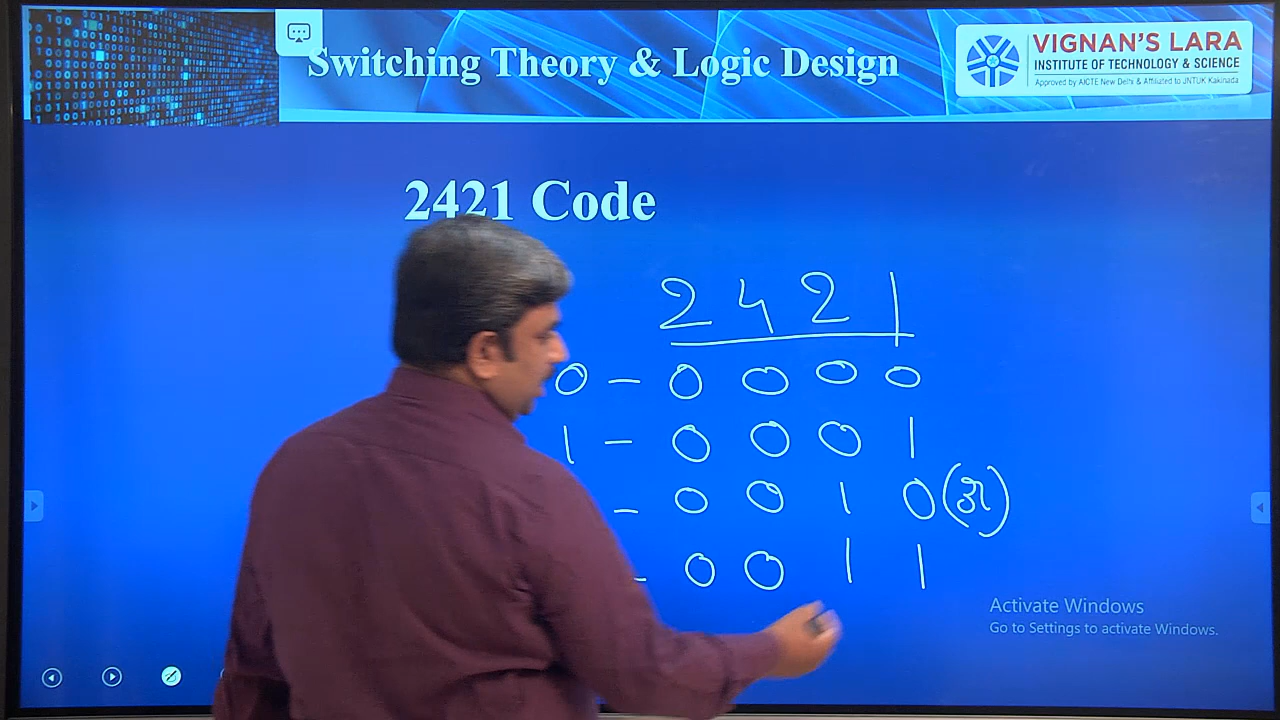 Switching Theory & Logic Design
VIGNAN'S LARA
INSTITUTE OF TECHNOLOGY & SCIENCE
Approved by AICTE New Delhi & Affiliated to JNTUK Kakinada
2421 Code
2 4 2 1
0 - 0 0 0 0
1 - 0 0 0 1
- 0 0 1 0 (or)
- 0 0 1 1
Activate Windows
Go to Settings to activate Windows.